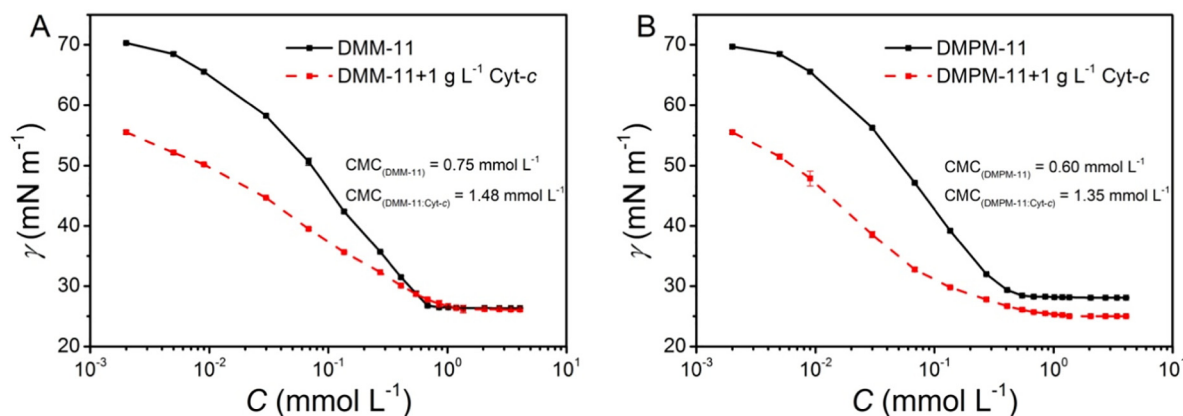 A
DMM-11
DMM-11+1 g L⁻¹ Cyt-c
CMC(DMM-11) = 0.75 mmol L⁻¹
CMC(DMM-11:Cyt-c) = 1.48 mmol L⁻¹
γ (mN m⁻¹)
70
60
50
40
30
20
10⁻³ 10⁻² 10⁻¹ 10⁰ 10¹
C (mmol L⁻¹)
B
DMPM-11
DMPM-11+1 g L⁻¹ Cyt-c
CMC(DMPM-11) = 0.60 mmol L⁻¹
CMC(DMPM-11:Cyt-c) = 1.35 mmol L⁻¹
γ (mN m⁻¹)
70
60
50
40
30
20
10⁻³ 10⁻² 10⁻¹ 10⁰ 10¹
C (mmol L⁻¹)